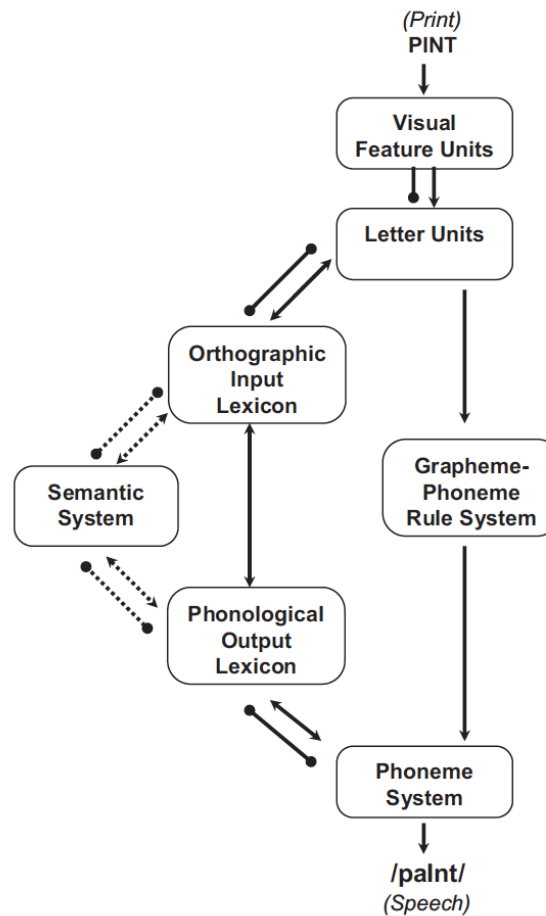 (Print)
PINT
Visual
Feature Units
Letter Units
Orthographic
Input
Lexicon
Semantic
System
Grapheme-
Phoneme
Rule System
Phonological
Output
Lexicon
Phoneme
System
/paInt/
(Speech)